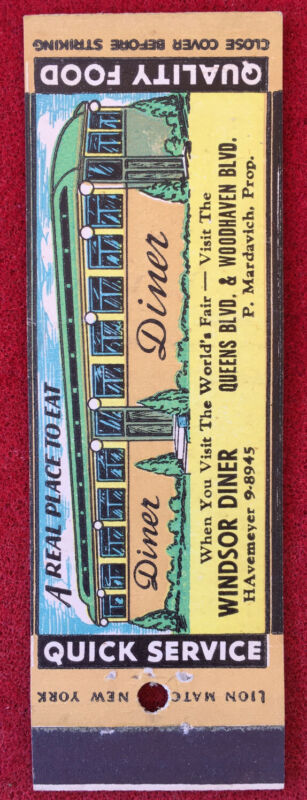 CLOSE COVER BEFORE STRIKING
QUALITY FOOD
A REAL PLACE TO EAT
Diner
Diner
When You Visit The World's Fair — Visit The
WINDSOR DINER QUEENS BLVD. & WOODHAVEN BLVD.
HAvemeyer 9-8945 P. Mardavich, Prop.
QUICK SERVICE
LION MATC NEW YORK